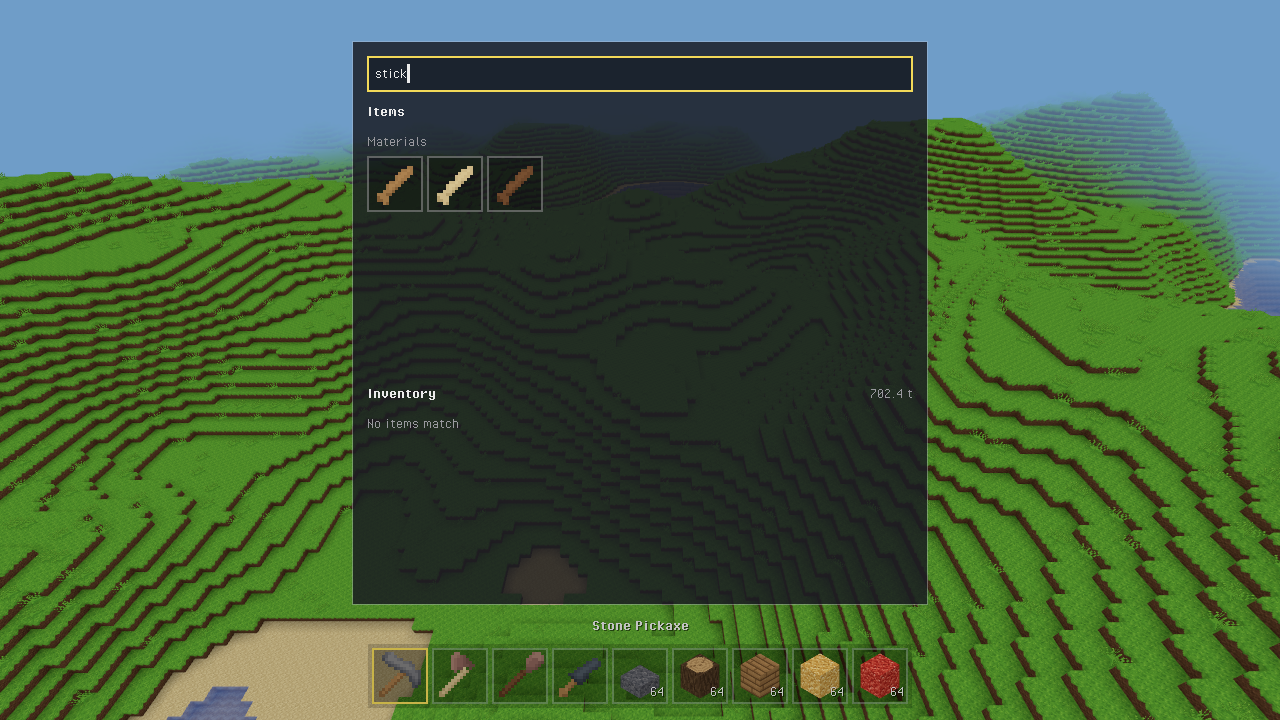 stick
Items
Materials
Inventory
702.4 t
No items match
Stone Pickaxe
64
64
64
64
64